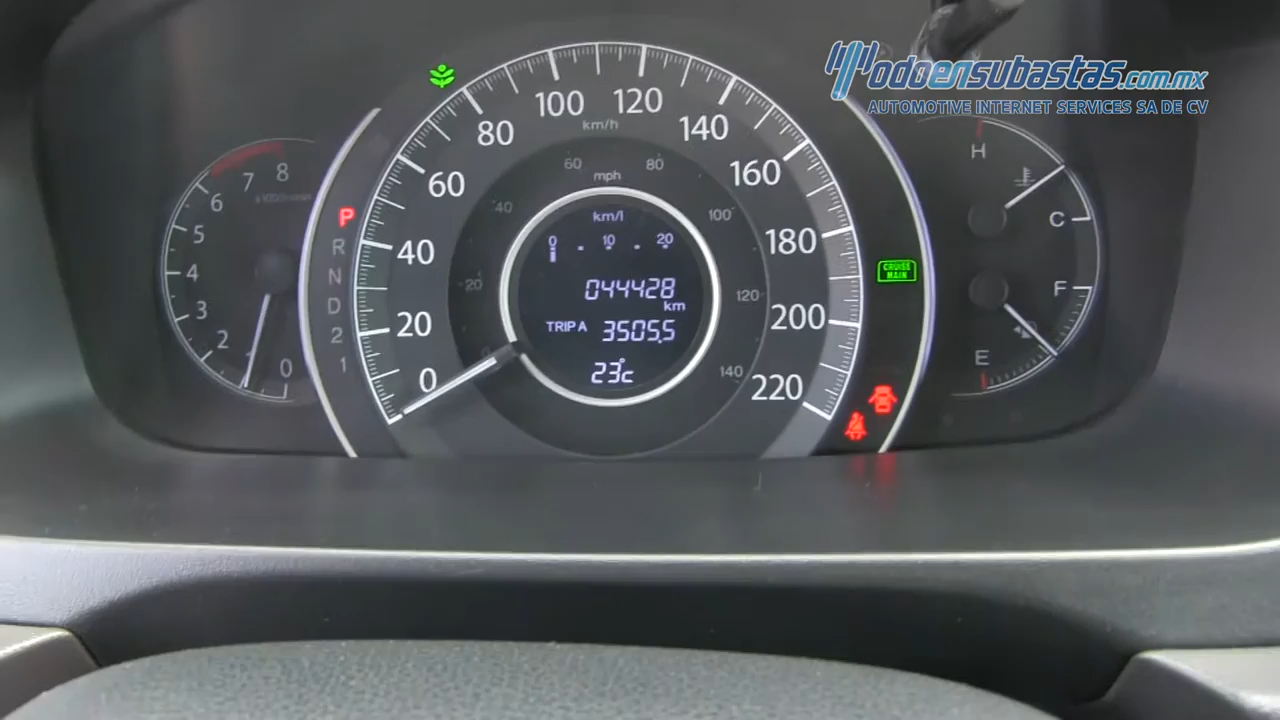 Todoensubastas.com.mx
AUTOMOTIVE INTERNET SERVICES SA DE CV
0
20
40
60
80
100
120
140
160
180
200
220
km/h
mph
20
40
60
80
100
120
140
km/l
0 10 20
044428
km
TRIP A 3505.5
23°c
0
2
3
4
5
6
7
8
P
R
N
D
2
1
CRUISE
MAIN
H
C
F
E